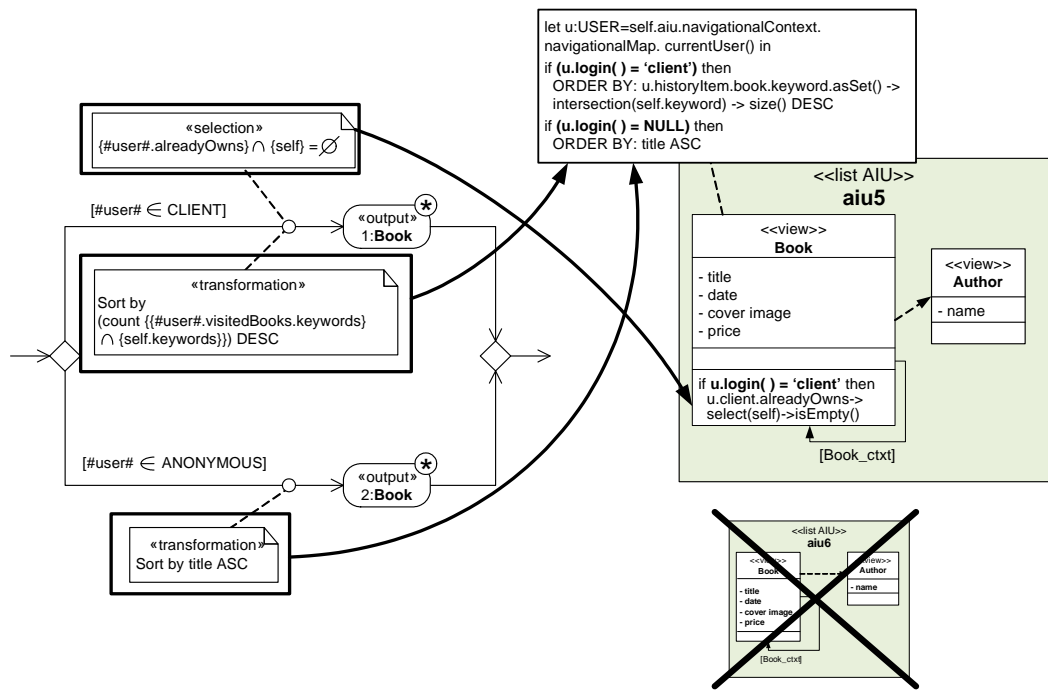 let u:USER=self.aiu.navigationalContext.
navigationalMap. currentUser() in
if (u.login( ) = ‘client’) then
ORDER BY: u.historyItem.book.keyword.asSet() ->
intersection(self.keyword) -> size() DESC
if (u.login( ) = NULL) then
ORDER BY: title ASC
«selection»
{#user#.alreadyOwns} ∩ {self} = ∅
[#user# ∈ CLIENT]
«output»
1:Book
*
«transformation»
Sort by
(count {{#user#.visitedBooks.keywords}
∩ {self.keywords}}) DESC
[#user# ∈ ANONYMOUS]
«output»
2:Book
*
«transformation»
Sort by title ASC
<<list AIU>>
aiu5
<<view>>
Book
- title
- date
- cover image
- price
if u.login( ) = ‘client’ then
u.client.alreadyOwns->
select(self)->isEmpty()
[Book_ctxt]
<<view>>
Author
- name
<<list AIU>>
aiu6
<<view>>
Book
- title
- date
- cover image
- price
[Book_ctxt]
<<view>>
Author
- name